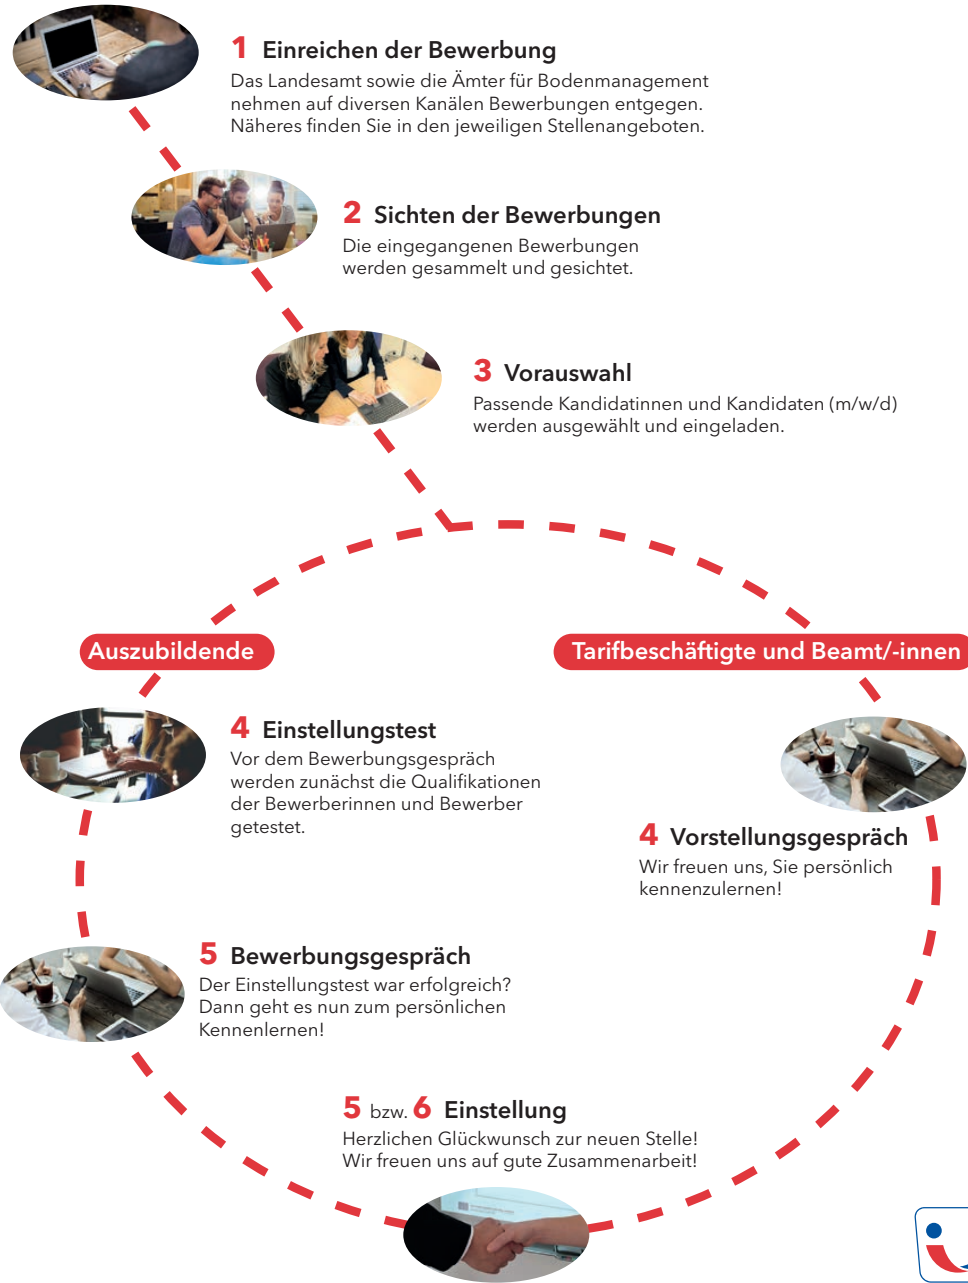 1 Einreichen der Bewerbung
Das Landesamt sowie die Ämter für Bodenmanagement
nehmen auf diversen Kanälen Bewerbungen entgegen.
Näheres finden Sie in den jeweiligen Stellenangeboten.
2 Sichten der Bewerbungen
Die eingegangenen Bewerbungen
werden gesammelt und gesichtet.
3 Vorauswahl
Passende Kandidatinnen und Kandidaten (m/w/d)
werden ausgewählt und eingeladen.
Auszubildende
4 Einstellungstest
Vor dem Bewerbungsgespräch
werden zunächst die Qualifikationen
der Bewerberinnen und Bewerber
getestet.
5 Bewerbungsgespräch
Der Einstellungstest war erfolgreich?
Dann geht es nun zum persönlichen
Kennenlernen!
Tarifbeschäftigte und Beamt/-innen
4 Vorstellungsgespräch
Wir freuen uns, Sie persönlich
kennenzulernen!
5 bzw. 6 Einstellung
Herzlichen Glückwunsch zur neuen Stelle!
Wir freuen uns auf gute Zusammenarbeit!